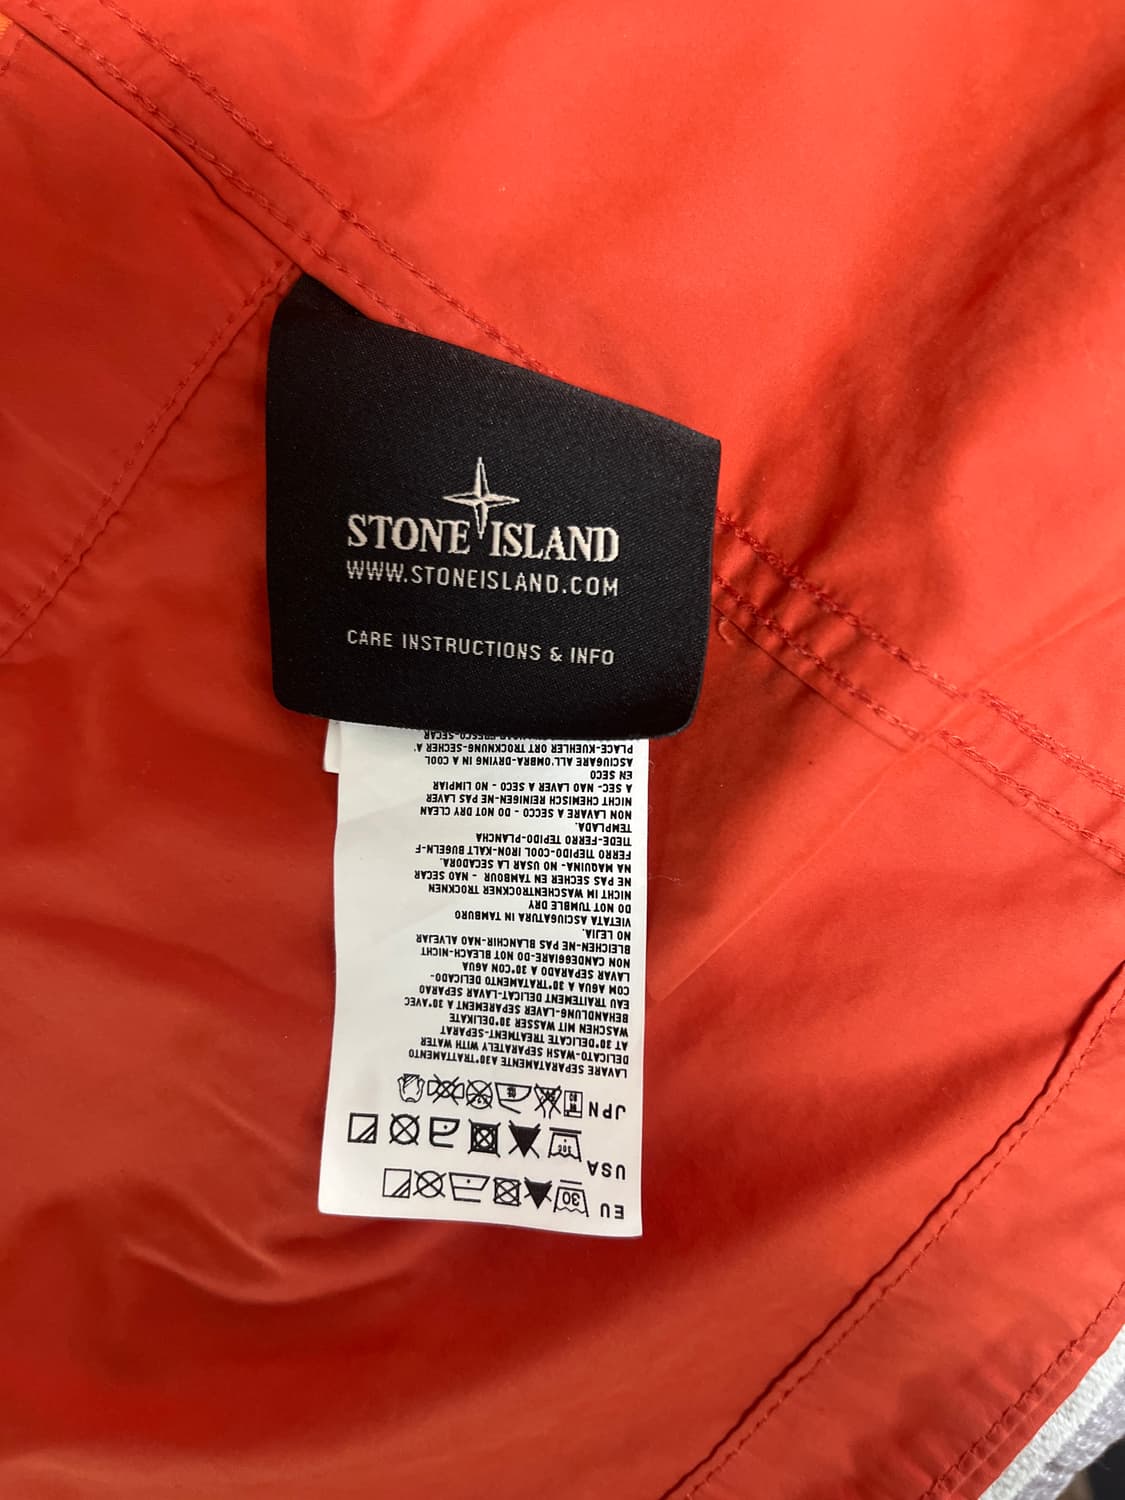 STONE ISLAND
WWW.STONEISLAND.COM
CARE INSTRUCTIONS & INFO
EU 30
USA
JPN
LAVARE SEPARATAMENTE A30°TRATTAMENTO
DELICATO-WASH SEPARATELY WITH WATER
AT 30°DELICATE TREATMENT-SEPARAT
WASCHEN MIT WASSER 30°DELIKATE
BEHANDLUNG-LAVER SEPAREMENT A 30°AVEC
EAU TRAITEMENT DELICAT-LAVAR SEPARAO
COM AGUA A 30°TRATAMENTO DELICADO-
LAVAR SEPARADO A 30°CON AGUA
NON CANDEGGIARE-DO NOT BLEACH-NICHT-
BLEICHEN-NE-PAS BLANCHIR-NAO ALVEJAR
NO LEJIA.
VIETATA ASCIUGATURA IN TAMBURO
DO NOT TUMBLE DRY
NICHT IM WASCHENTROCKNER TROCKNEN
NE PAS SECHER EN TAMBOUR - NAO SECAR
NA MAQUINA- NO USAR LA SECADORA.
FERRO TIEPIDO-COOL IRON-KALT BUGELN-F
TIEDE-FERRO TEPIDO-PLANCHA
TEMPLADA.
NON LAVARE A SECCO - DO NOT DRY CLEAN
NICHT CHEMISCH REINIGEN-NE PAS LAVER
A SEC- NAO LAVER A SECO - NO LIMPIAR
EN SECO
ASCIUGARE ALL'OMBRA-DRYING IN A COOL
PLACE-KUEHLER ORT TROCKNUNG-SECHER A'